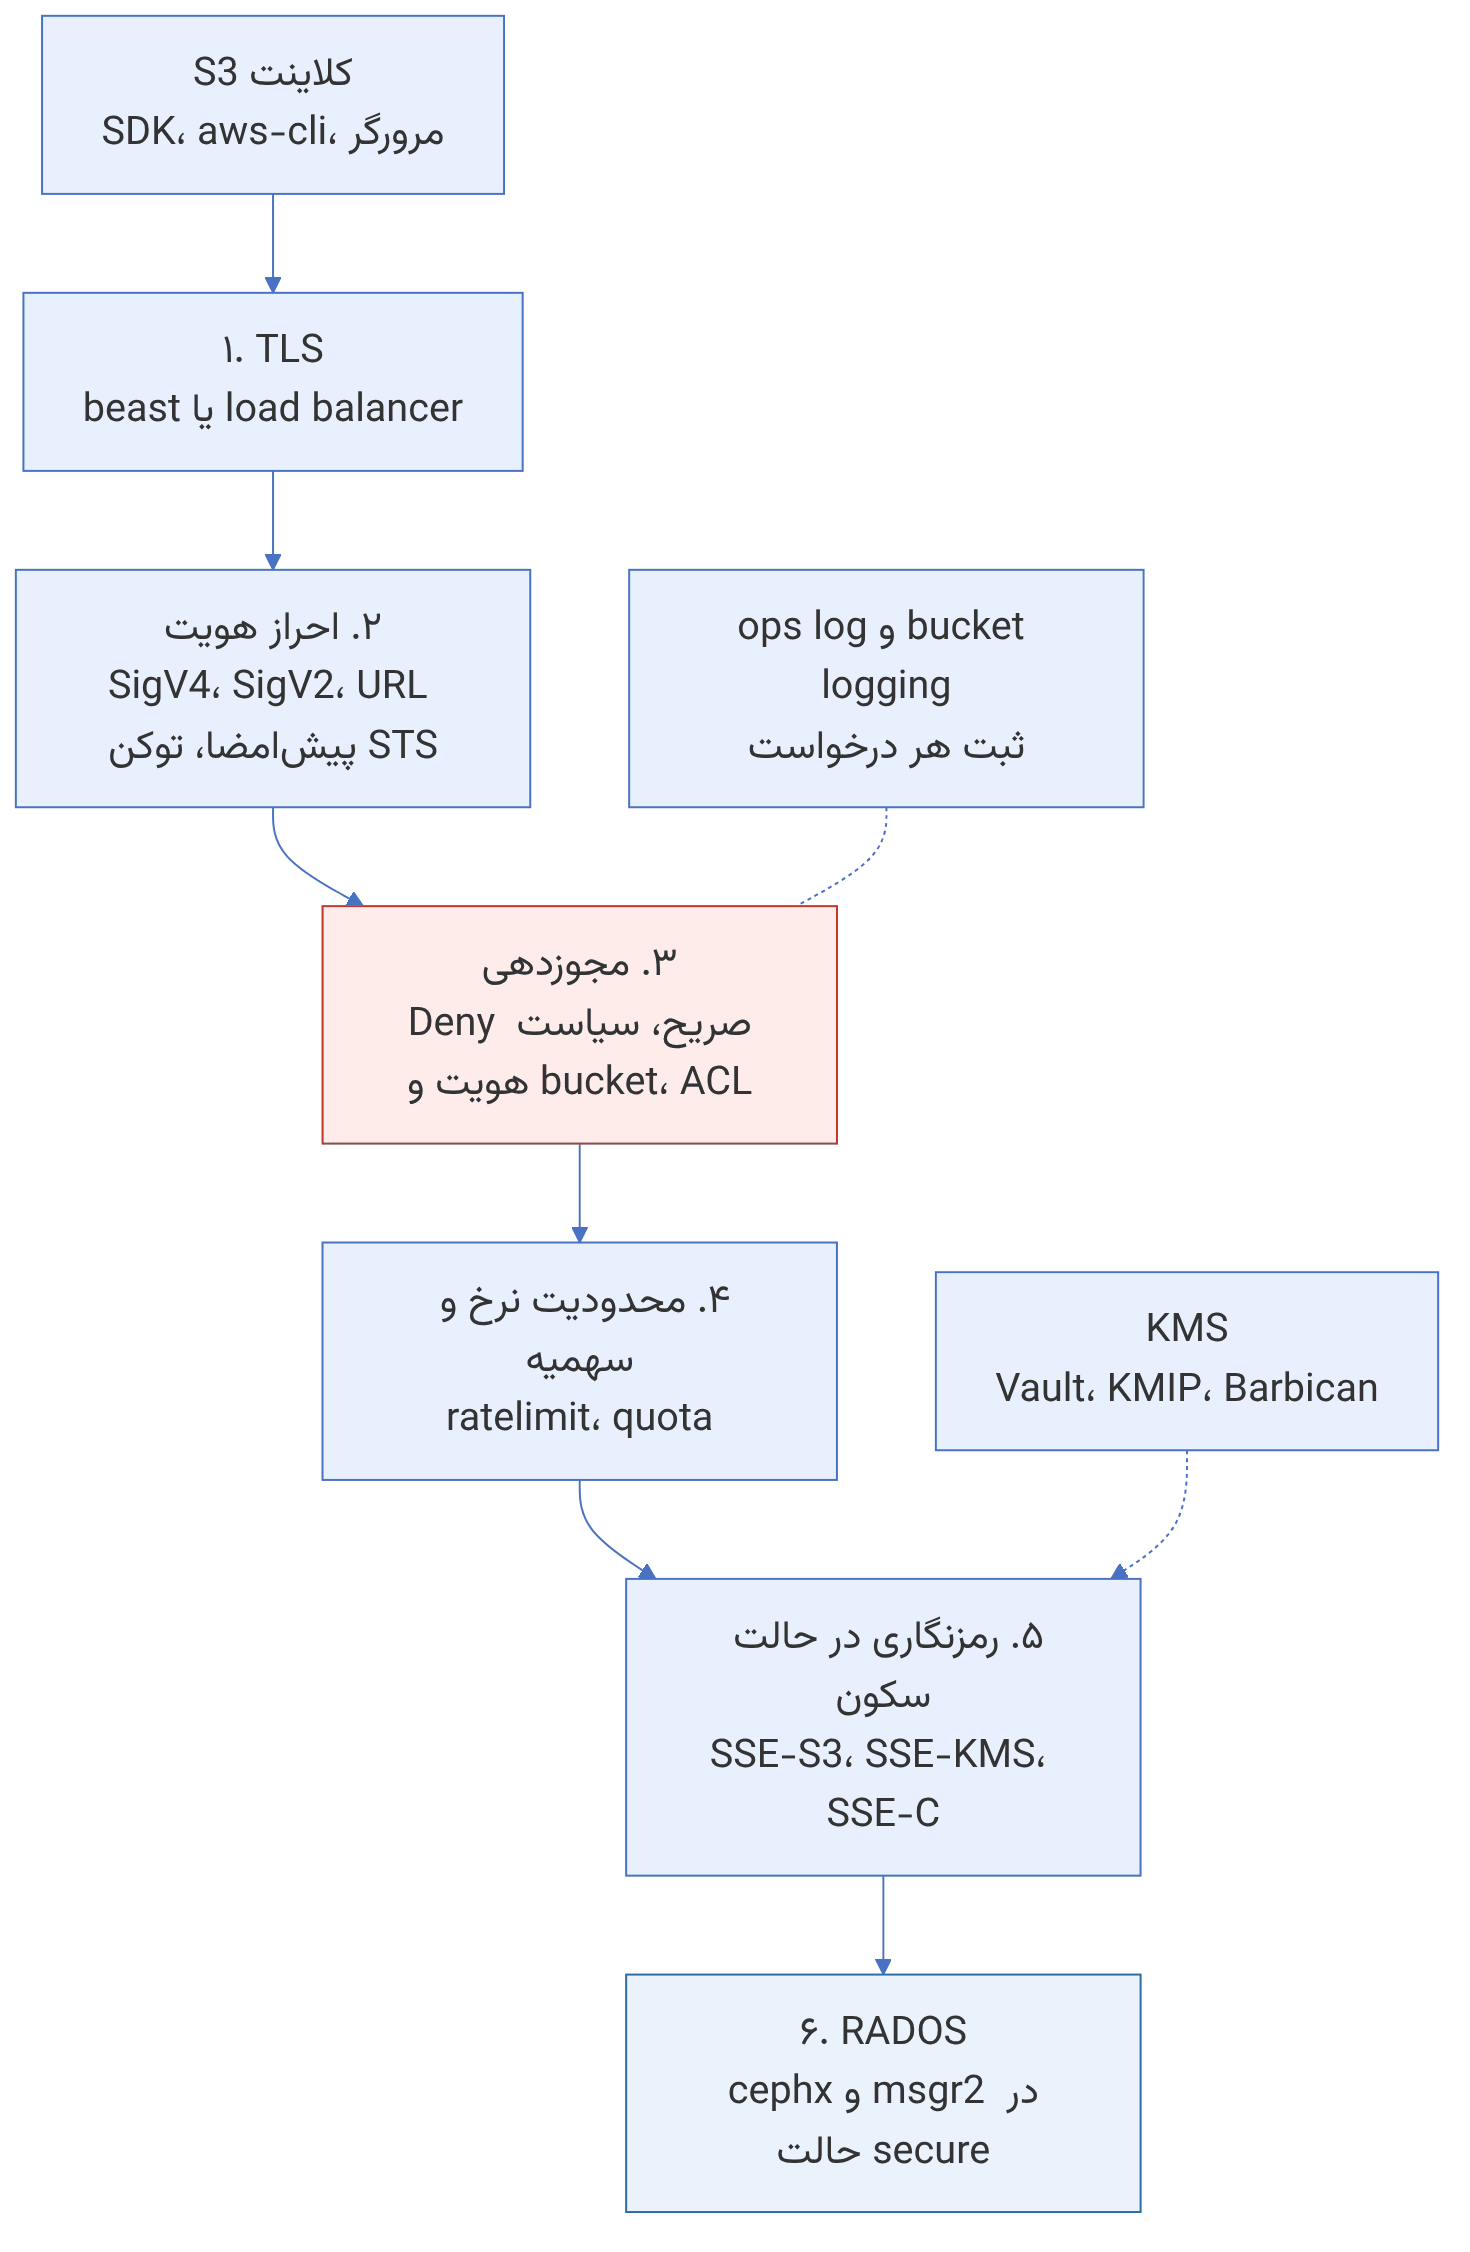 کلاینت S3
SDK، aws-cli، مرورگر
۱. TLS
beast یا load balancer
۲. احراز هویت
SigV4، SigV2، URL
پیش‌امضا، توکن STS
ops log و bucket
logging
ثبت هر درخواست
۳. مجوزدهی
Deny صریح، سیاست
هویت و bucket، ACL
۴. محدودیت نرخ و
سهمیه
ratelimit، quota
KMS
Vault، KMIP، Barbican
۵. رمزنگاری در حالت
سکون
SSE-S3، SSE-KMS،
SSE-C
۶. RADOS
cephx و msgr2 در
حالت secure